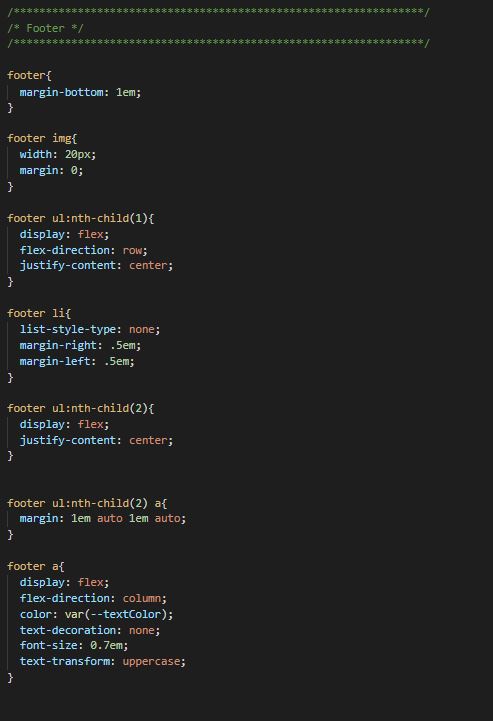 /****************************************************************/
/* Footer */
/****************************************************************/
footer{
  margin-bottom: 1em;
}
footer img{
  width: 20px;
  margin: 0;
}
footer ul:nth-child(1){
  display: flex;
  flex-direction: row;
  justify-content: center;
}
footer li{
  list-style-type: none;
  margin-right: .5em;
  margin-left: .5em;
}
footer ul:nth-child(2){
  display: flex;
  justify-content: center;
}
footer ul:nth-child(2) a{
  margin: 1em auto 1em auto;
}
footer a{
  display: flex;
  flex-direction: column;
  color: var(--textColor);
  text-decoration: none;
  font-size: 0.7em;
  text-transform: uppercase;
}